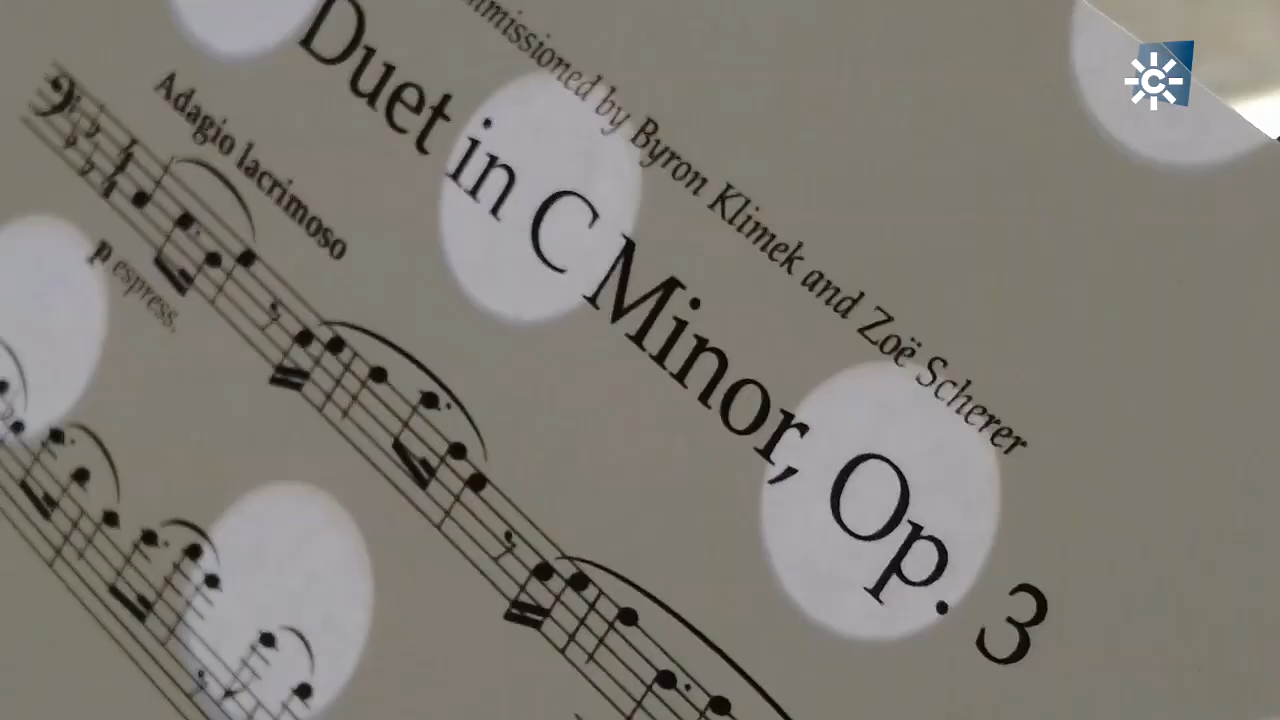 Duet in C Minor, Op. 3
commissioned by Byron Klimek and Zoë Scherer
Adagio lacrimoso
p espress.